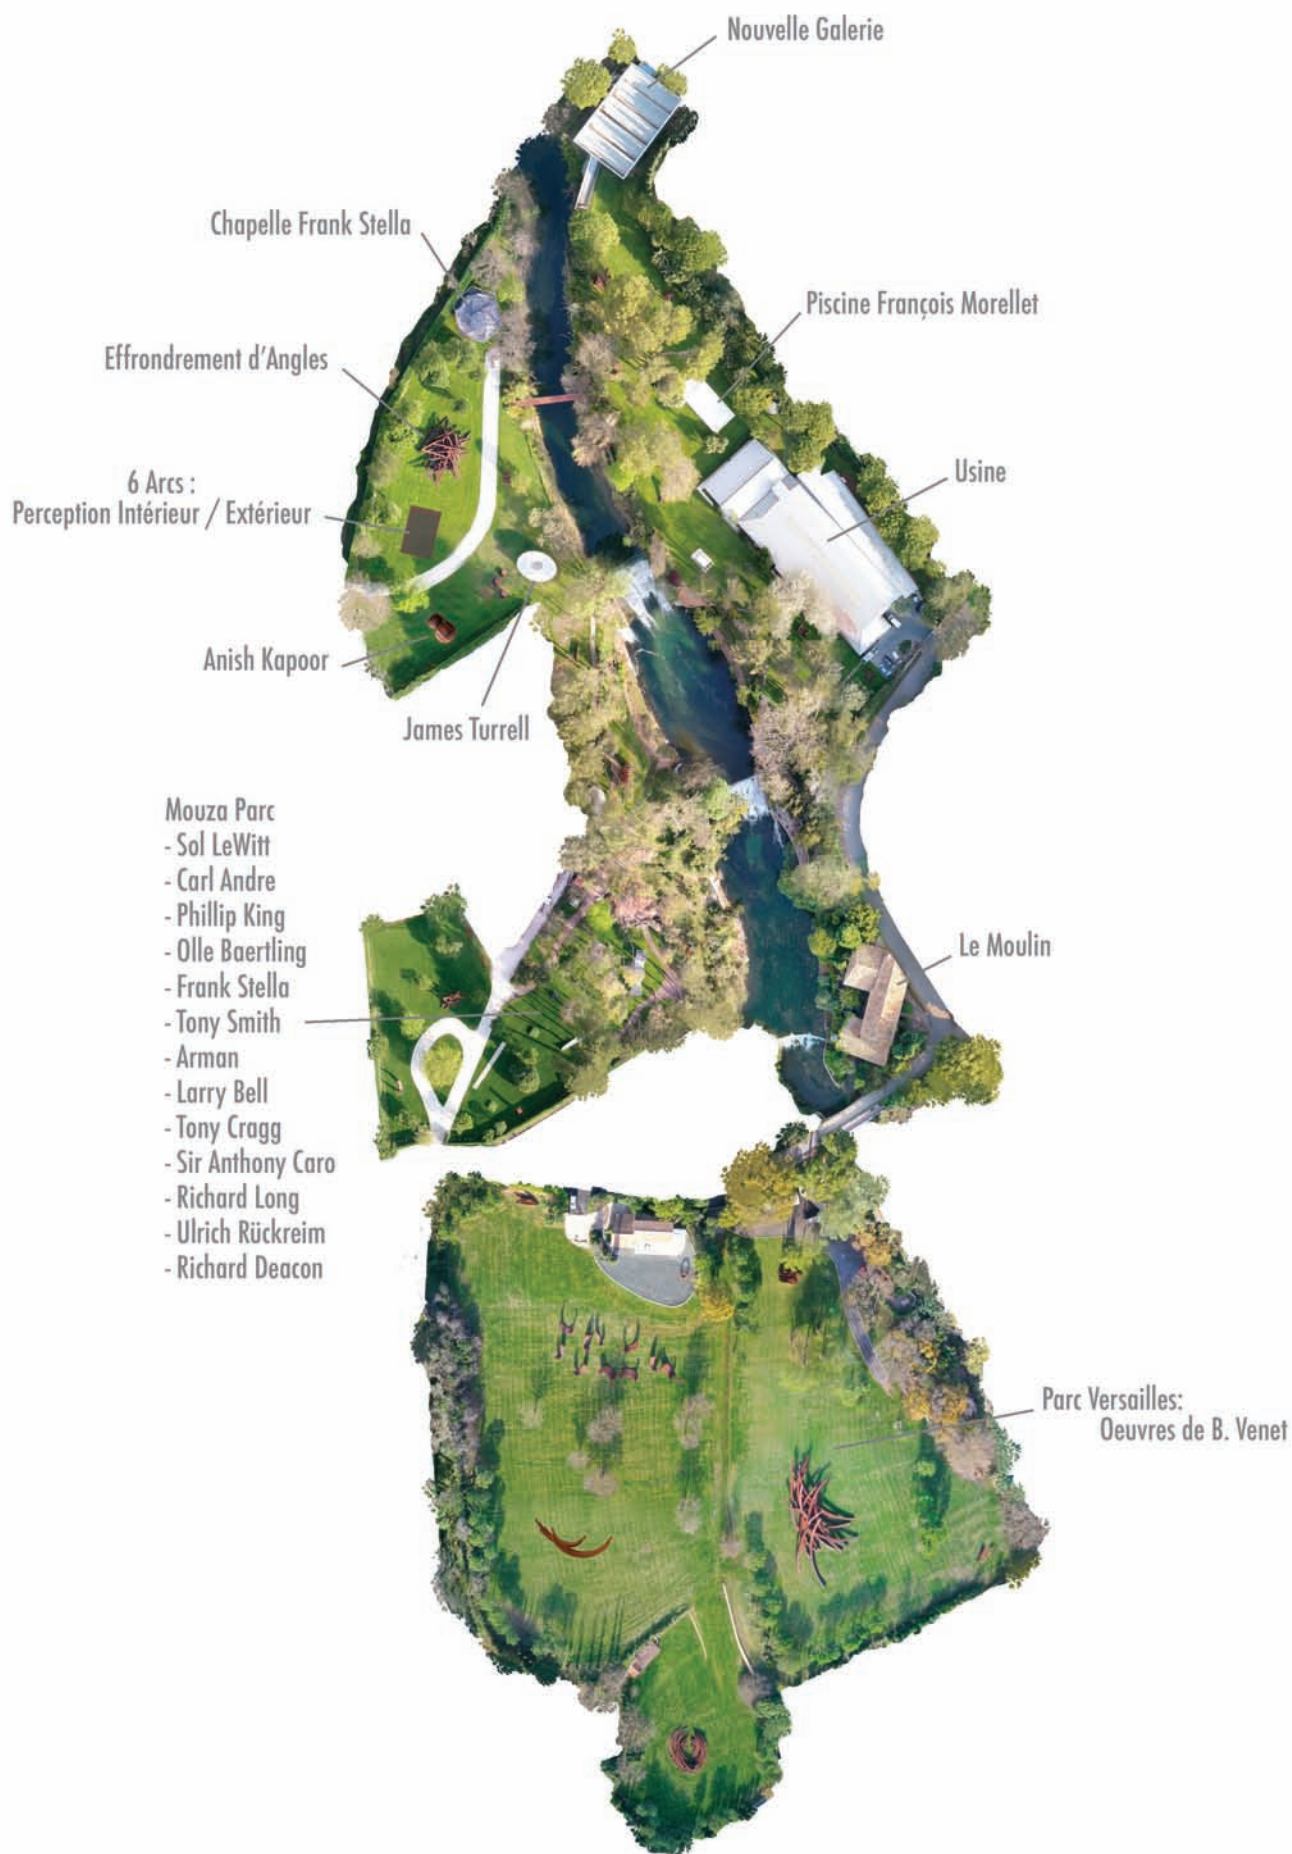 Nouvelle Galerie
Chapelle Frank Stella
Piscine François Morellet
Effrondrement d'Angles
Usine
6 Arcs :
Perception Intérieur / Extérieur
Anish Kapoor
James Turrell
Mouza Parc
- Sol LeWitt
- Carl Andre
- Phillip King
- Olle Baertling
- Frank Stella
- Tony Smith
- Arman
- Larry Bell
- Tony Cragg
- Sir Anthony Caro
- Richard Long
- Ulrich Rückreim
- Richard Deacon
Le Moulin
Parc Versailles:
Oeuvres de B. Venet